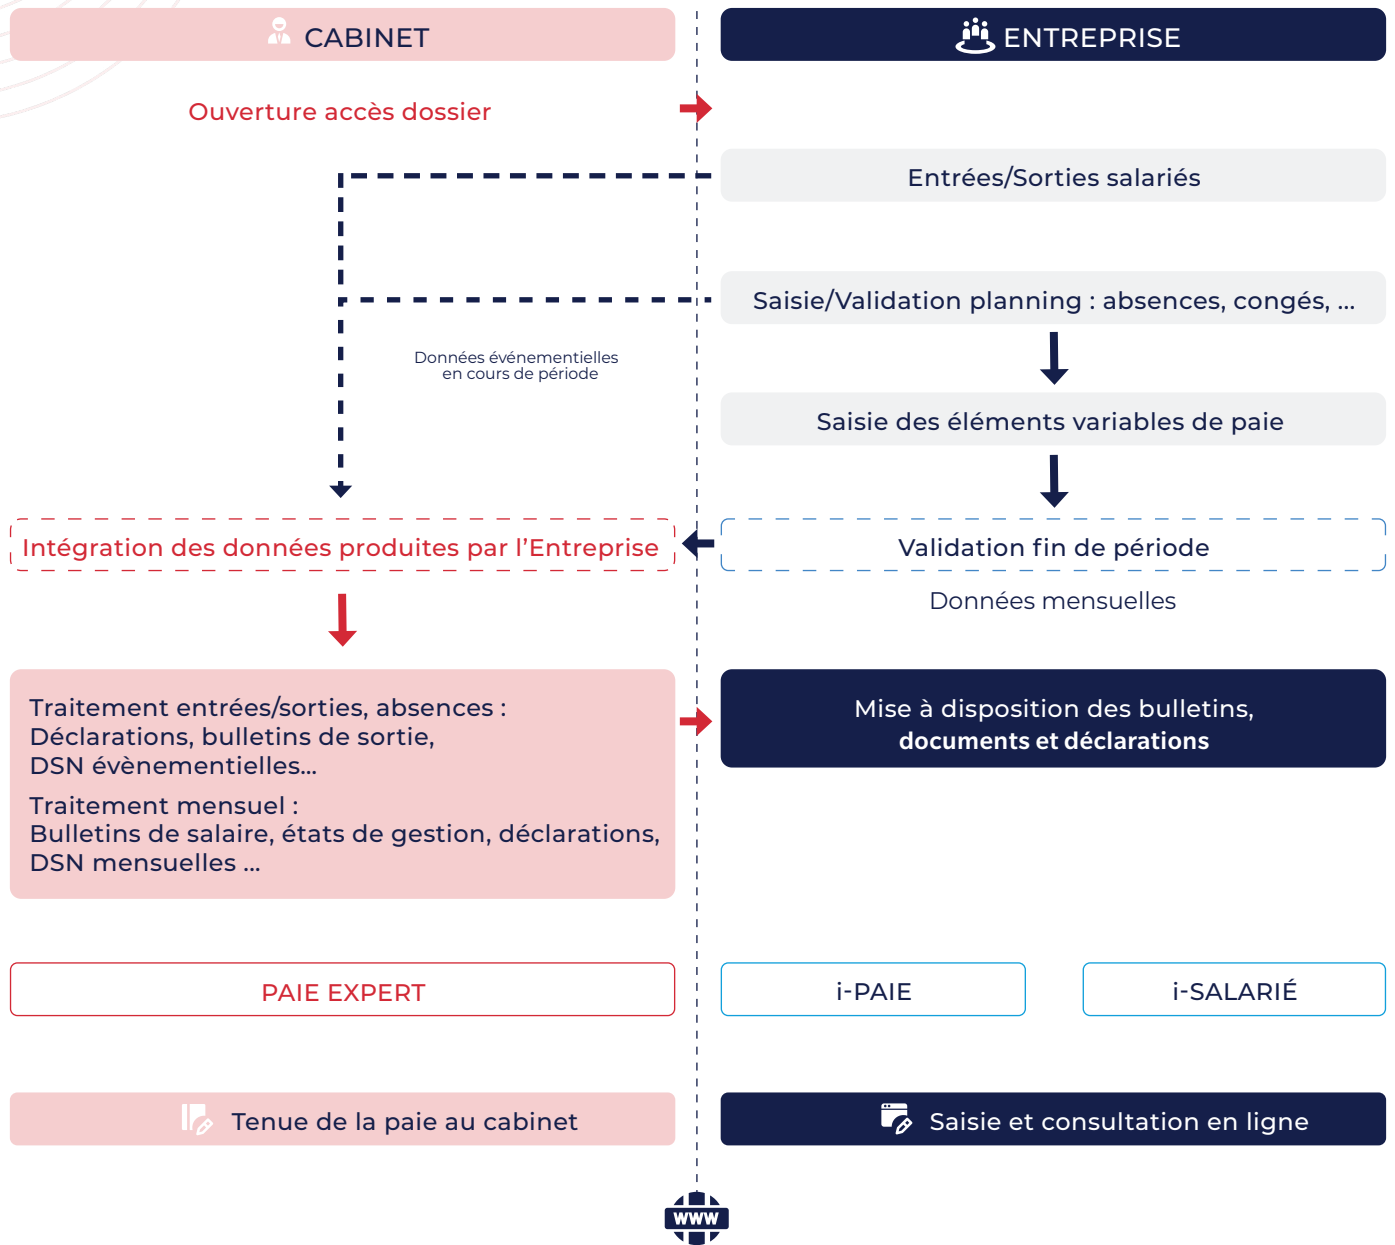 CABINET
ENTREPRISE
Ouverture accès dossier
Entrées/Sorties salariés
Saisie/Validation planning : absences, congés, ...
Données événementielles
en cours de période
Saisie des éléments variables de paie
Intégration des données produites par l’Entreprise
Validation fin de période
Données mensuelles
Traitement entrées/sorties, absences :
Déclarations, bulletins de sortie,
DSN évènementielles...
Traitement mensuel :
Bulletins de salaire, états de gestion, déclarations,
DSN mensuelles ...
Mise à disposition des bulletins,
documents et déclarations
PAIE EXPERT
i-PAIE
i-SALARIÉ
Tenue de la paie au cabinet
Saisie et consultation en ligne
WWW